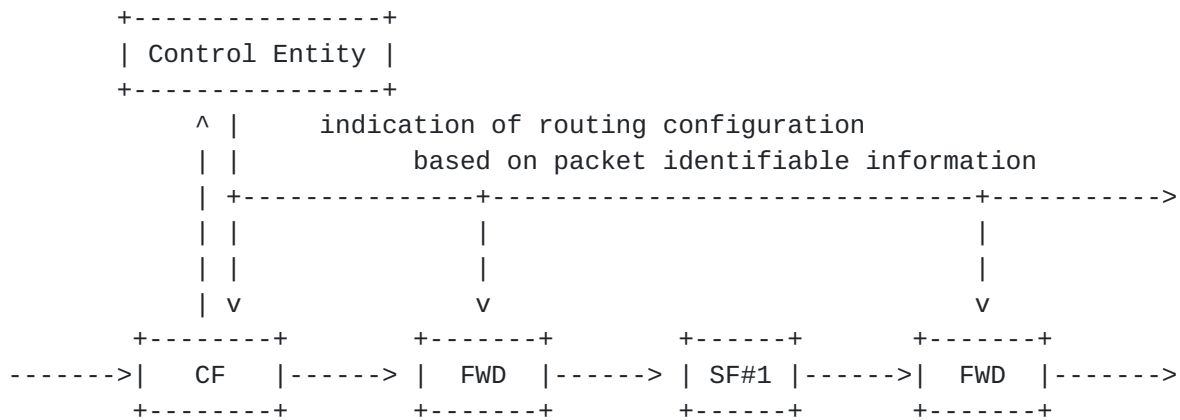 Control Entity
indication of routing configuration
based on packet identifiable information
CF FWD SF#1 FWD